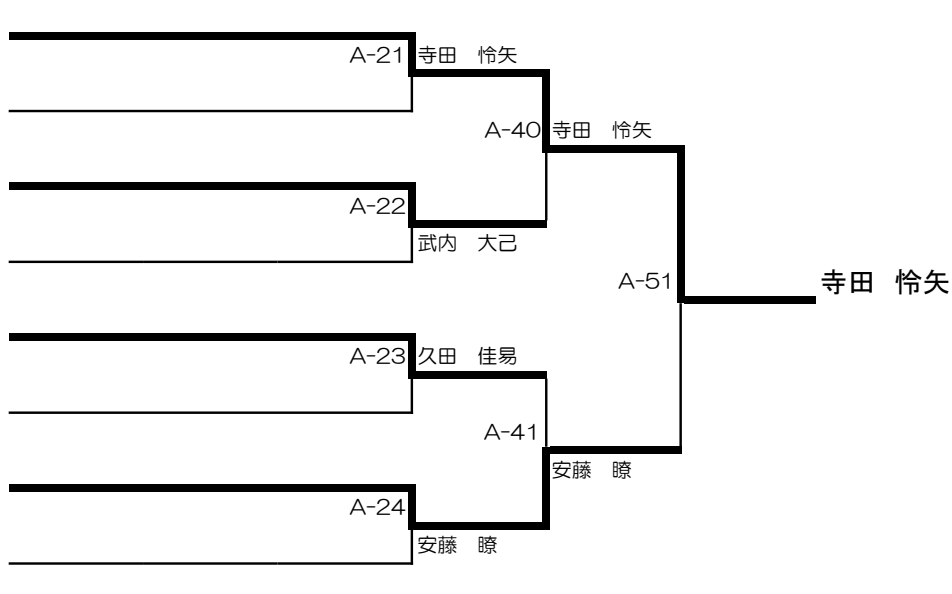 A-21 寺田　怜矢
A-40 寺田　怜矢
A-22
武内　大己
A-51 寺田　怜矢
A-23 久田　佳易
A-41
安藤　瞭
A-24
安藤　瞭